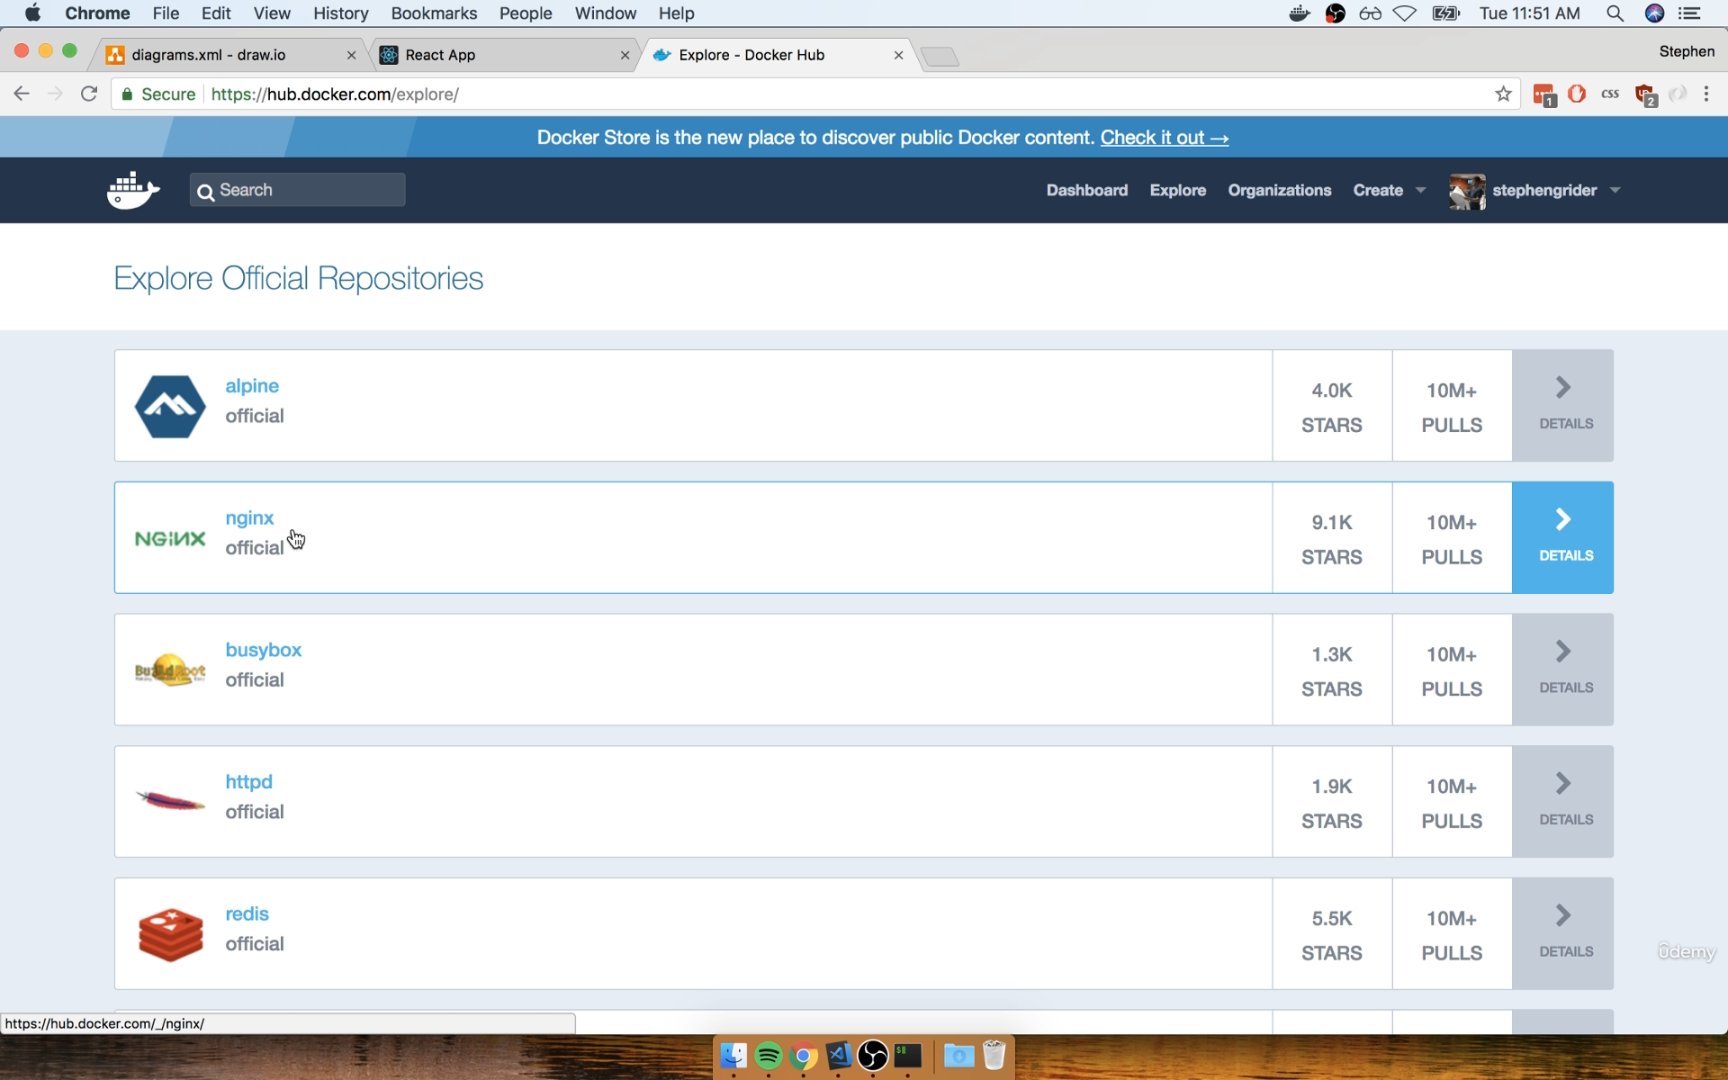 Chrome File Edit View History Bookmarks People Window Help Tue 11:51 AM
diagrams.xml - draw.io React App Explore - Docker Hub Stephen
Secure https://hub.docker.com/explore/ 1 css 2
Docker Store is the new place to discover public Docker content. Check it out →
Search Dashboard Explore Organizations Create stephengrider
Explore Official Repositories
alpine
official
4.0K
STARS
10M+
PULLS
DETAILS
NGINX
nginx
official
9.1K
STARS
10M+
PULLS
DETAILS
busybox
official
1.3K
STARS
10M+
PULLS
DETAILS
httpd
official
1.9K
STARS
10M+
PULLS
DETAILS
redis
official
5.5K
STARS
10M+
PULLS
DETAILS
udemy
https://hub.docker.com/_/nginx/